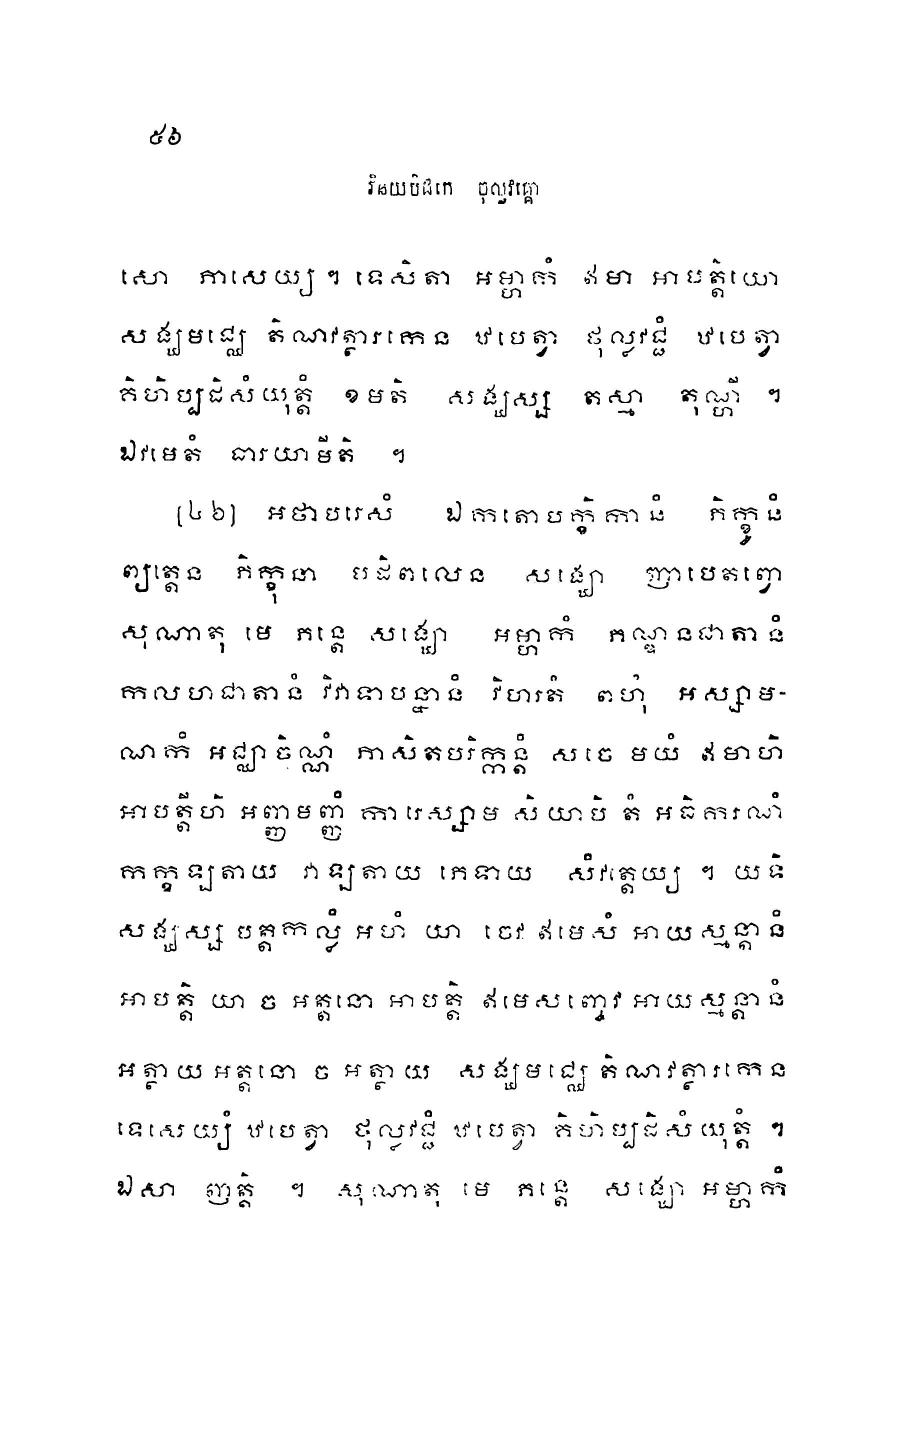 ៥៦
វិនយបិដកេ ចុល្លវគ្គោ
សោ ភាសេយ្យ ។ ទេសិតា អម្ហាកំ ឥមា អាបត្តិយោ
សង្ឃមជ្ឈេ តិណវត្ថារកេន ឋបេត្វា ថុល្លវជ្ជំ ឋបេត្វា
គិហិប្បដិសំយុត្តំ ខមតិ សង្ឃស្ស តស្មា តុណ្ហី ។
ឯវមេតំ ធារយាមីតិ ។
[៤៦] អថាបរេសំ ឯកតោបក្ខិកានំ ភិក្ខូនំ
ព្យត្តេន ភិក្ខុនា បដិពលេន សង្ឃោ ញាបេតព្វោ
សុណាតុ មេ ភន្តេ សង្ឃោ អម្ហាកំ ភណ្ឌនជាតានំ
កលហជាតានំ វិវាទាបន្នានំ វិហរតំ ពហុំ អស្សាម-
ណកំ អជ្ឈាចិណ្ណំ ភាសិតបរិក្កន្តំ សចេ មយំ ឥមាហិ
អាបត្តីហិ អញ្ញមញ្ញំ ការេស្សាម សិយាបិ តំ អធិករណំ
កក្ខឡត្តាយ វាឡត្តាយ ភេទាយ សំវត្តេយ្យ ។ យទិ
សង្ឃស្ស បត្តកល្លំ អហំ យា ចេវ ឥមេសំ អាយស្មន្តានំ
អាបត្តិ យា ច អត្តនោ អាបត្តិ ឥមេសញ្ចេវ អាយស្មន្តានំ
អត្ថាយ អត្តនោ ច អត្ថាយ សង្ឃមជ្ឈេ តិណវត្ថារកេន
ទេសេយ្យំ ឋបេត្វា ថុល្លវជ្ជំ ឋបេត្វា គិហិប្បដិសំយុត្តំ ។
ឯសា ញត្តិ ។ សុណាតុ មេ ភន្តេ សង្ឃោ អម្ហាកំ